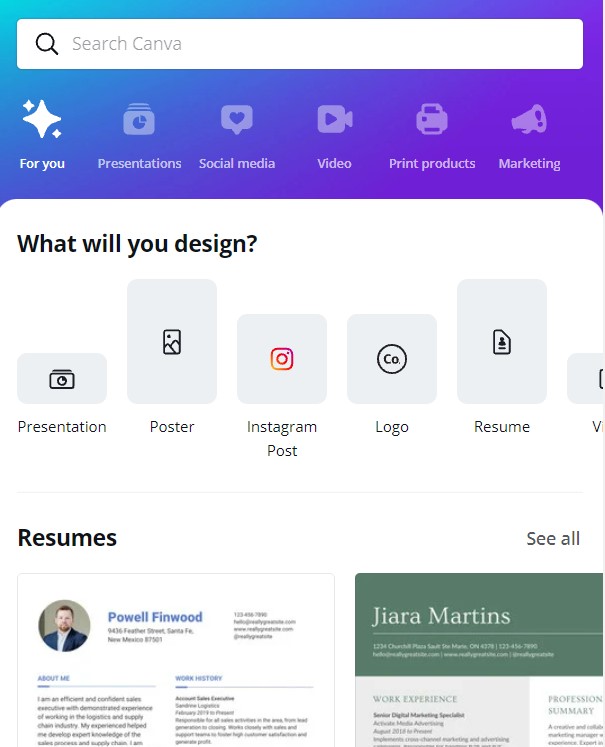 Search Canva
For you
Presentations
Social media
Video
Print products
Marketing
What will you design?
Co.
Presentation
Poster
Instagram
Post
Logo
Resume
Vi
Resumes
See all
Powell Finwood
9436 Feather Street, Santa Fe,
New Mexico 87501
123-456-7890
hello@reallygreatsite.com
www.reallygreatsite.com
@reallygreatsite
ABOUT ME
I am an efficient and confident sales
executive with demonstrated experience
of working in the logistics and supply
chain industry. My experienced helped
me develop expert knowledge of the
sales process and supply chain. I am
WORK HISTORY
Account Sales Executive
Sandrine Logistics
February 2019 to Present
Responsible for all sales activities in the area, from lead
generation to closing. Works closely with sales and
support teams to foster high customer satisfaction and
generate profit.
Jiara Martins
1234 Churchill Plaza Sault Ste Marie, ON 4278 | 123-456-7890
hello@reallygreatsite.com | www.reallygreatsite.com | @reallygreatsite
WORK EXPERIENCE
Senior Digital Marketing Specialist
Activate Media Advertising
August 2018 to Present
Implements cross-channel marketing and advertising
PROFESSION
SUMMARY
Creative and co
marketing manager w